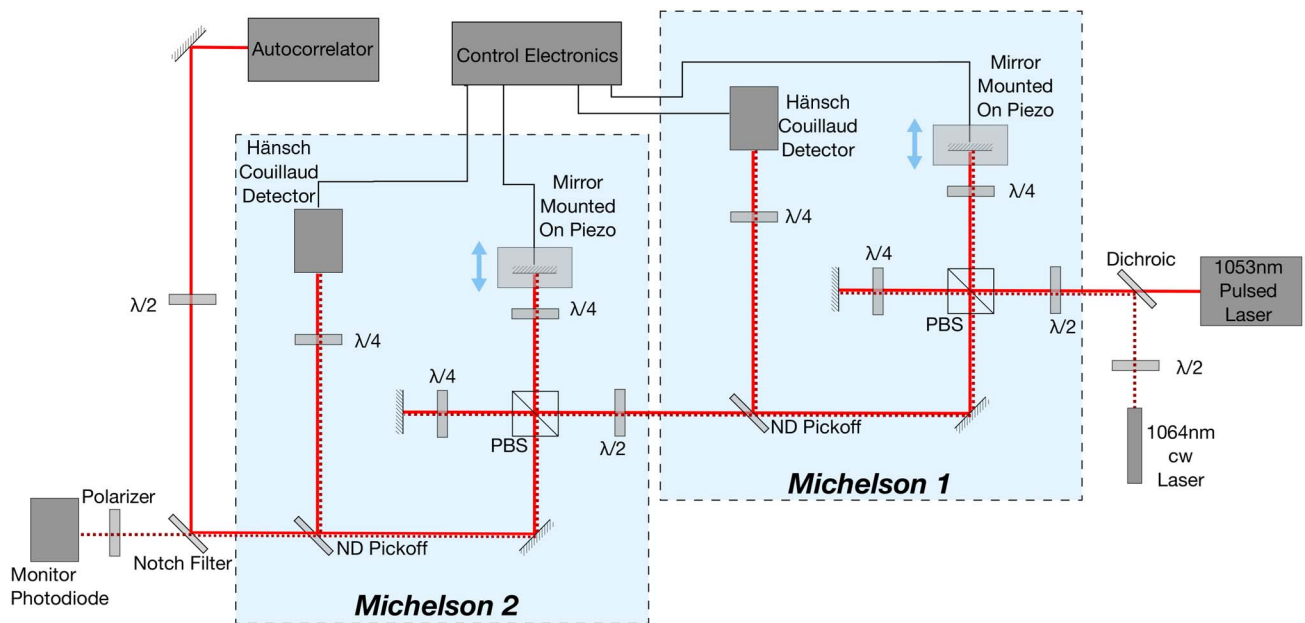 Autocorrelator
Control Electronics
Hänsch
Couillaud
Detector
Mirror
Mounted
On Piezo
λ/4
λ/4
λ/4
PBS
λ/2
Dichroic
1053nm
Pulsed
Laser
λ/2
1064nm
cw
Laser
ND Pickoff
Michelson 1
Hänsch
Couillaud
Detector
Mirror
Mounted
On Piezo
λ/2
λ/4
λ/4
λ/4
PBS
λ/2
ND Pickoff
Michelson 2
Polarizer
Notch Filter
Monitor
Photodiode